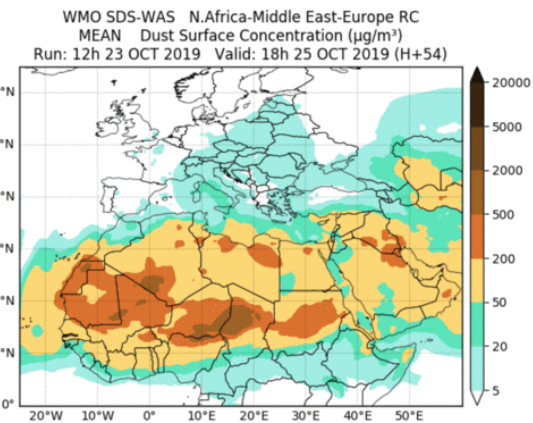 WMO SDS-WAS N.Africa-Middle East-Europe RC
MEAN Dust Surface Concentration (μg/m³)
Run: 12h 23 OCT 2019 Valid: 18h 25 OCT 2019 (H+54)
°N
°N
°N
°N
°N
°N
0°
20°W 10°W 0° 10°E 20°E 30°E 40°E 50°E
20000
5000
2000
500
200
50
20
5